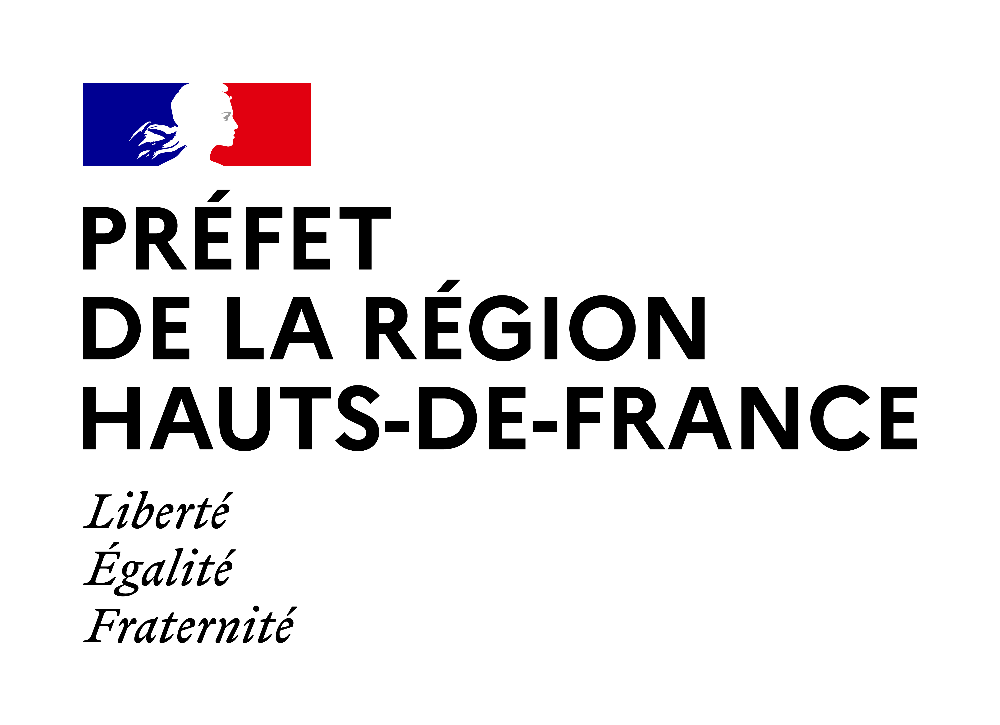 PRÉFET
DE LA RÉGION
HAUTS-DE-FRANCE
Liberté
Égalité
Fraternité